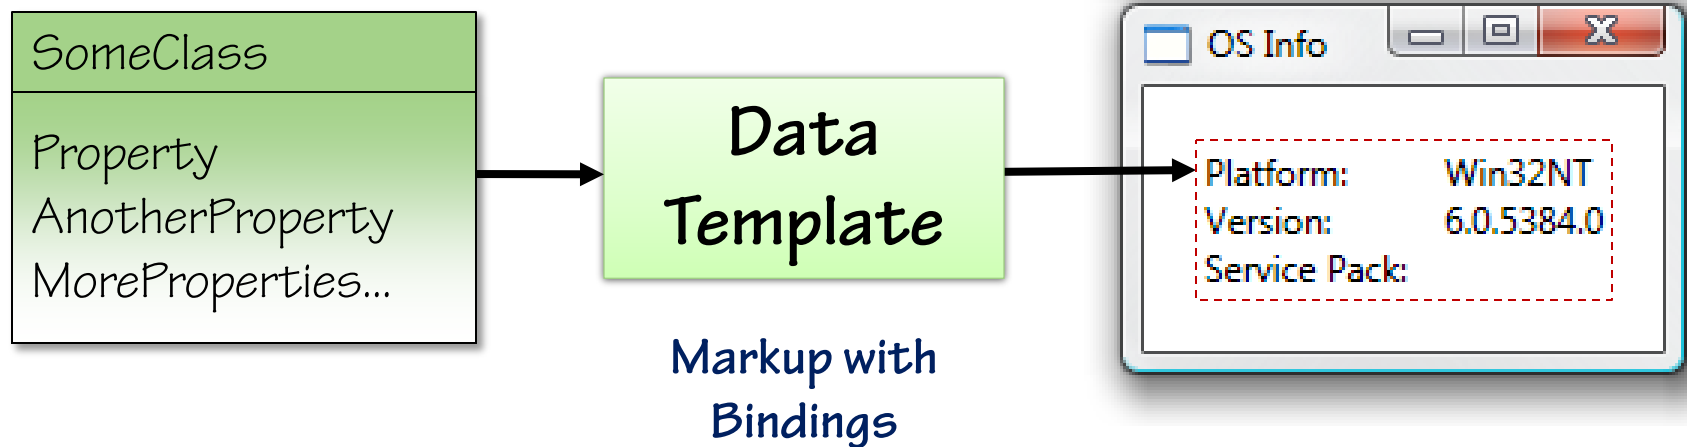 SomeClass
Property
AnotherProperty
MoreProperties...
Data
Template
Markup with
Bindings
OS Info
Platform: Win32NT
Version: 6.0.5384.0
Service Pack: